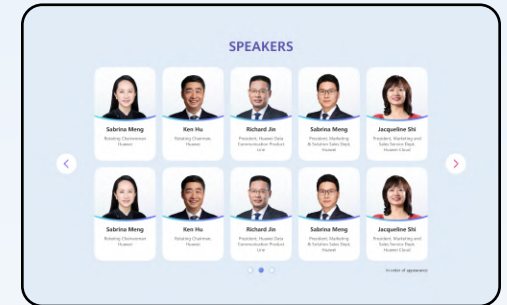 SPEAKERS
Sabrina Meng
Ken Hu
Richard Jin
Sabrina Meng
Jacqueline Shi
Rotating Chairwoman,
Huawei
Rotating Chairman,
Huawei
President, Huawei Data
Communication Product
Line
President, Marketing
& Solution Sales Dept,
Huawei
President, Marketing and
Sales Service Dept,
Huawei Cloud
Sabrina Meng
Ken Hu
Richard Jin
Sabrina Meng
Jacqueline Shi
Rotating Chairwoman,
Huawei
Rotating Chairman,
Huawei
President, Huawei Data
Communication Product
Line
President, Marketing
& Solution Sales Dept,
Huawei
President, Marketing and
Sales Service Dept,
Huawei Cloud
In order of appearance